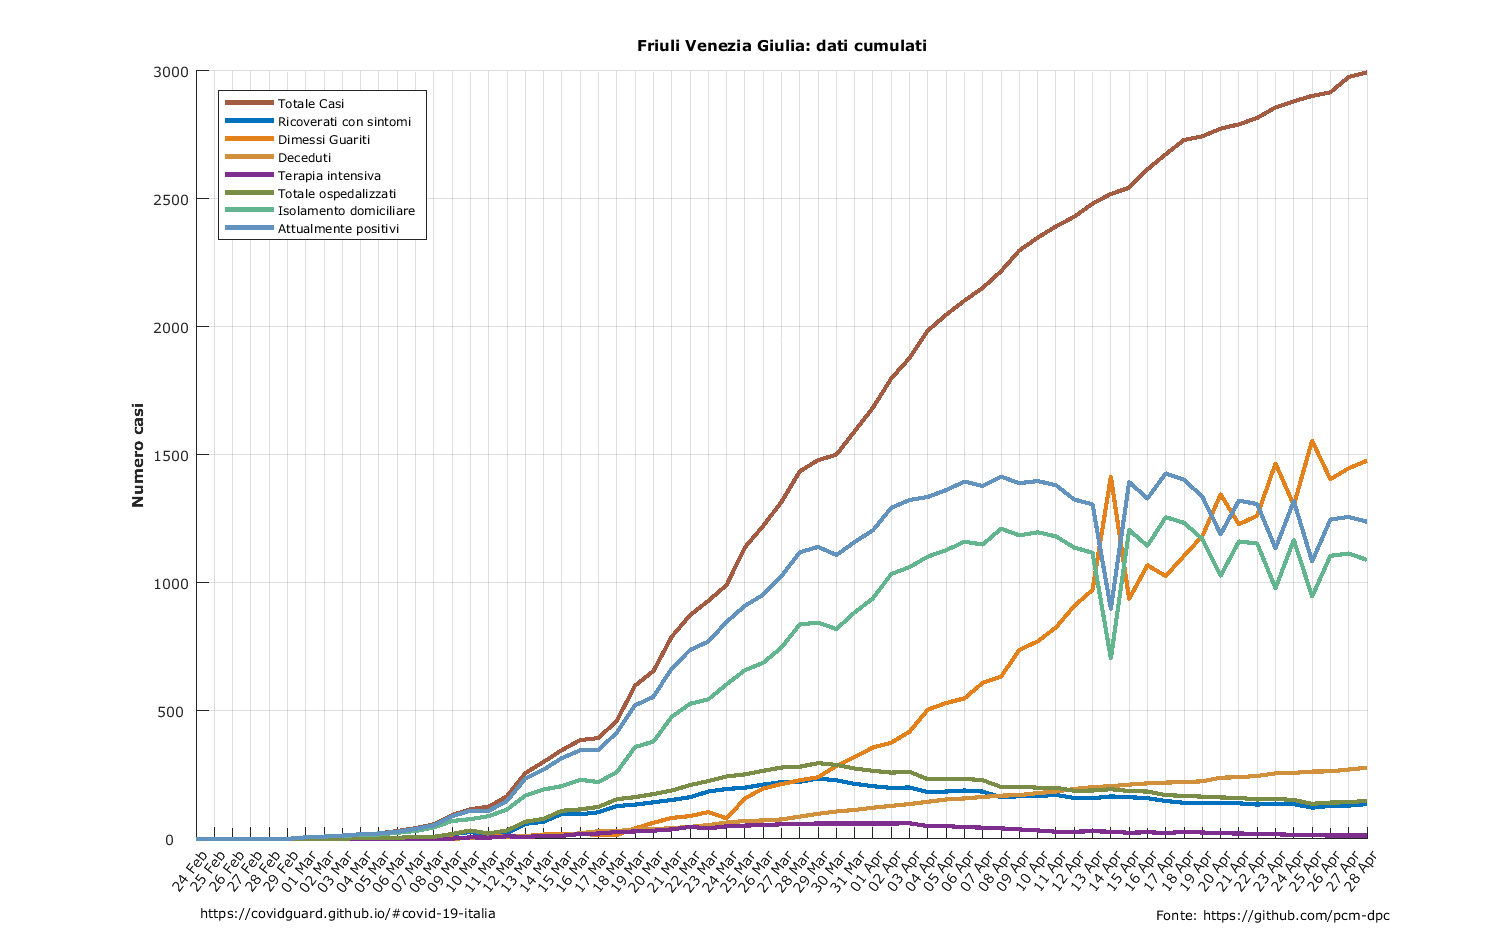 Friuli Venezia Giulia: dati cumulati
3000
2500
2000
1500
1000
500
0
Numero casi
Totale Casi
Ricoverati con sintomi
Dimessi Guariti
Deceduti
Terapia intensiva
Totale ospedalizzati
Isolamento domiciliare
Attualmente positivi
24 Feb
25 Feb
26 Feb
27 Feb
28 Feb
29 Feb
01 Mar
02 Mar
03 Mar
04 Mar
05 Mar
06 Mar
07 Mar
08 Mar
09 Mar
10 Mar
11 Mar
12 Mar
13 Mar
14 Mar
15 Mar
16 Mar
17 Mar
18 Mar
19 Mar
20 Mar
21 Mar
22 Mar
23 Mar
24 Mar
25 Mar
26 Mar
27 Mar
28 Mar
29 Mar
30 Mar
31 Mar
01 Apr
02 Apr
03 Apr
04 Apr
05 Apr
06 Apr
07 Apr
08 Apr
09 Apr
10 Apr
11 Apr
12 Apr
13 Apr
14 Apr
15 Apr
16 Apr
17 Apr
18 Apr
19 Apr
20 Apr
21 Apr
22 Apr
23 Apr
24 Apr
25 Apr
26 Apr
27 Apr
28 Apr
https://covidguard.github.io/#covid-19-italia
Fonte: https://github.com/pcm-dpc